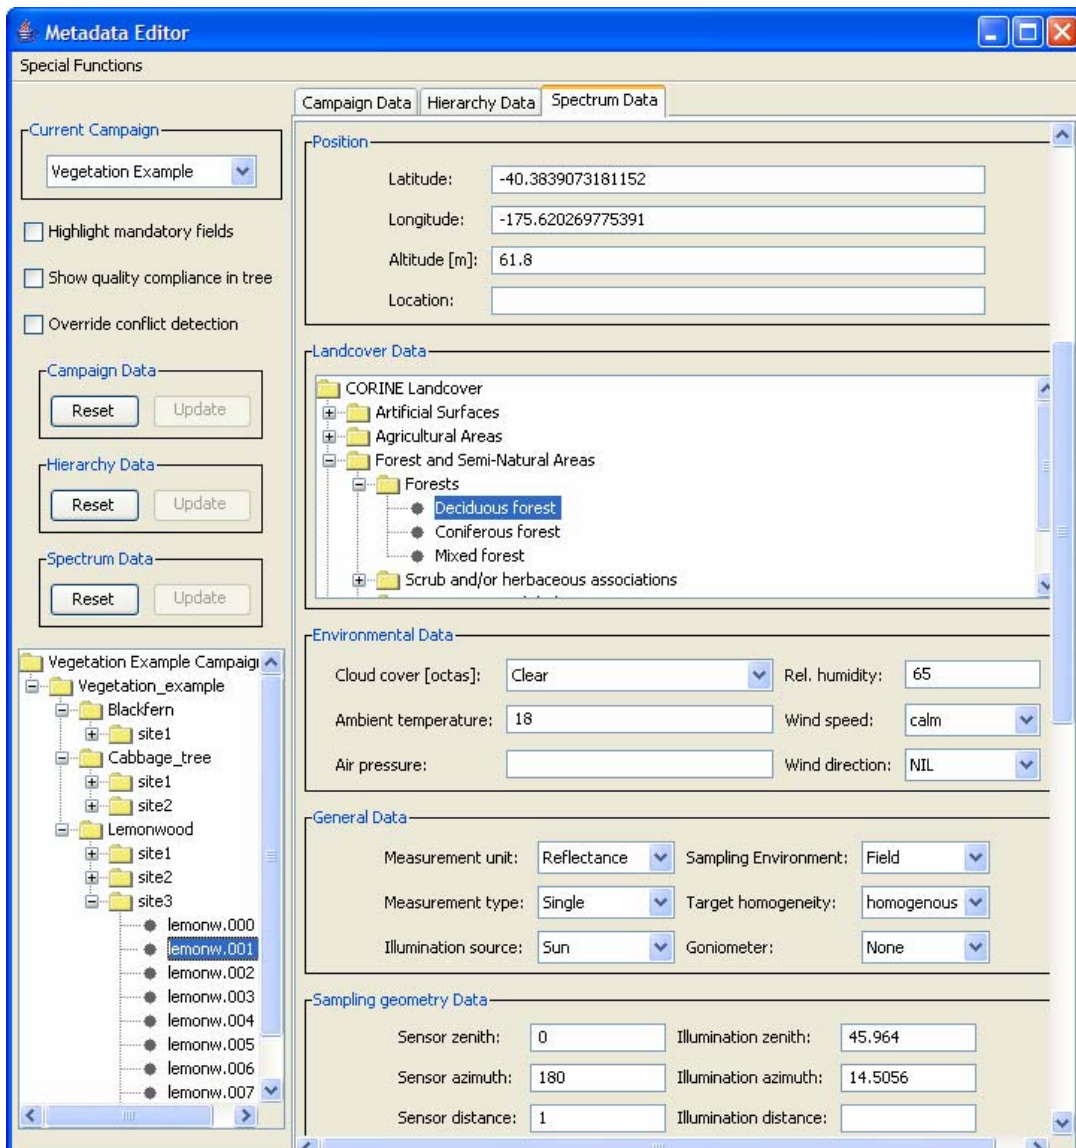 Metadata Editor
Special Functions
Current Campaign
Vegetation Example
Highlight mandatory fields
Show quality compliance in tree
Override conflict detection
Campaign Data
Reset Update
Hierarchy Data
Reset Update
Spectrum Data
Reset Update
Vegetation Example Campaig
Vegetation_example
Blackfern
site1
Cabbage_tree
site1
site2
Lemonwood
site1
site2
site3
lemonw.000
lemonw.001
lemonw.002
lemonw.003
lemonw.004
lemonw.005
lemonw.006
lemonw.007
Campaign Data Hierarchy Data Spectrum Data
Position
Latitude: -40.3839073181152
Longitude: -175.620269775391
Altitude [m]: 61.8
Location:
Landcover Data
CORINE Landcover
Artificial Surfaces
Agricultural Areas
Forest and Semi-Natural Areas
Forests
Deciduous forest
Coniferous forest
Mixed forest
Scrub and/or herbaceous associations
Environmental Data
Cloud cover [octas]: Clear Rel. humidity: 65
Ambient temperature: 18 Wind speed: calm
Air pressure: Wind direction: NIL
General Data
Measurement unit: Reflectance Sampling Environment: Field
Measurement type: Single Target homogeneity: homogenous
Illumination source: Sun Goniometer: None
Sampling geometry Data
Sensor zenith: 0 Illumination zenith: 45.964
Sensor azimuth: 180 Illumination azimuth: 14.5056
Sensor distance: 1 Illumination distance: